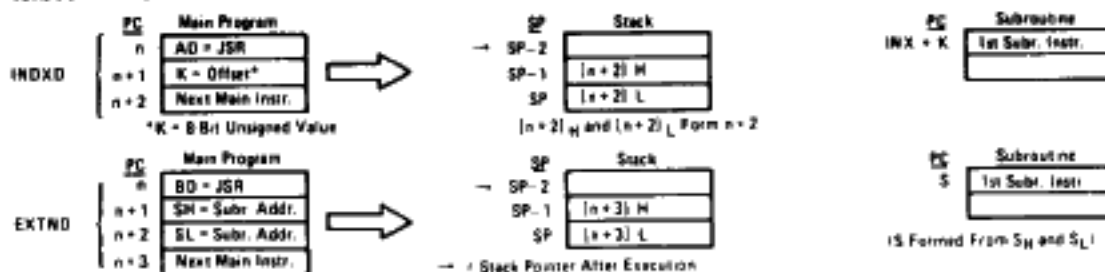 PC Main Program
INDXD
n AD = JSR
n+1 K = Offset*
n+2 Next Main Instr.
*K = 8 Bit Unsigned Value
SP Stack
→ SP-2
SP-1 [n+2] H
SP [n+2] L
[n+2]H and [n+2]L Form n+2
PC Subroutine
INX + K 1st Subr. Instr.
PC Main Program
EXTND
n BD = JSR
n+1 SH = Subr. Addr.
n+2 SL = Subr. Addr.
n+3 Next Main Instr.
SP Stack
→ SP-2
SP-1 [n+3] H
SP [n+3] L
→ = Stack Pointer After Execution
PC Subroutine
S 1st Subr. Instr.
(S Formed From SH and SL)